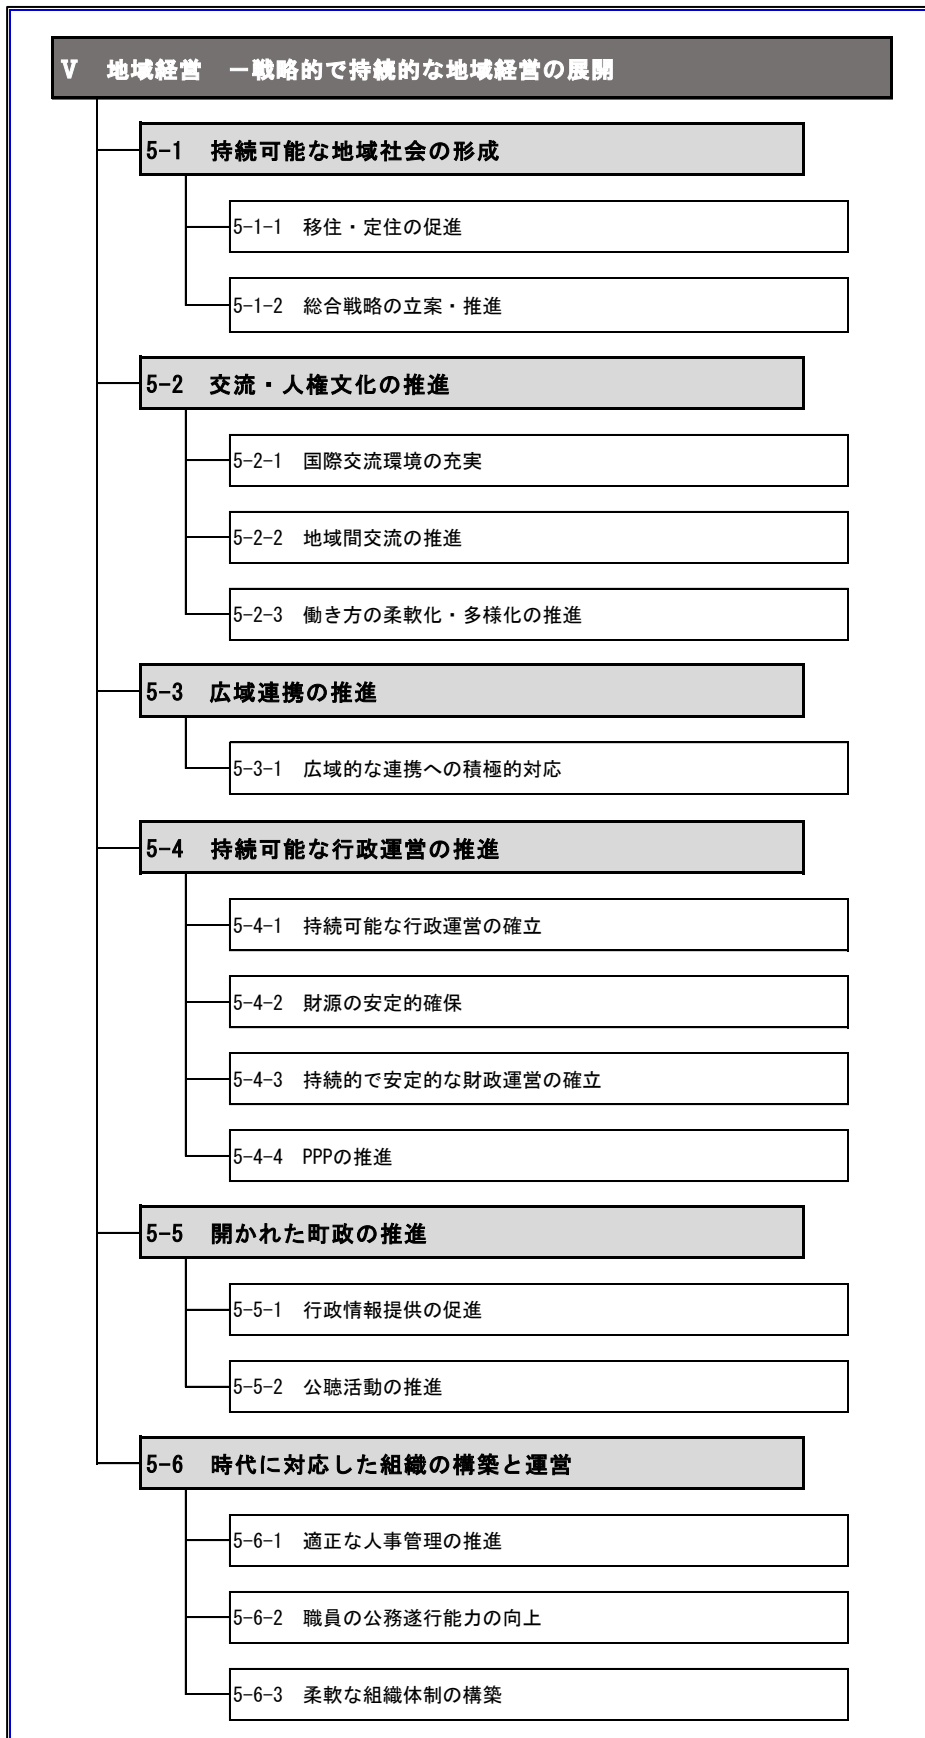 Ⅴ　地域経営　－戦略的で持続的な地域経営の展開
5-1　持続可能な地域社会の形成
5-1-1　移住・定住の促進
5-1-2　総合戦略の立案・推進
5-2　交流・人権文化の推進
5-2-1　国際交流環境の充実
5-2-2　地域間交流の推進
5-2-3　働き方の柔軟化・多様化の推進
5-3　広域連携の推進
5-3-1　広域的な連携への積極的対応
5-4　持続可能な行政運営の推進
5-4-1　持続可能な行政運営の確立
5-4-2　財源の安定的確保
5-4-3　持続的で安定的な財政運営の確立
5-4-4　PPPの推進
5-5　開かれた町政の推進
5-5-1　行政情報提供の促進
5-5-2　公聴活動の推進
5-6　時代に対応した組織の構築と運営
5-6-1　適正な人事管理の推進
5-6-2　職員の公務遂行能力の向上
5-6-3　柔軟な組織体制の構築